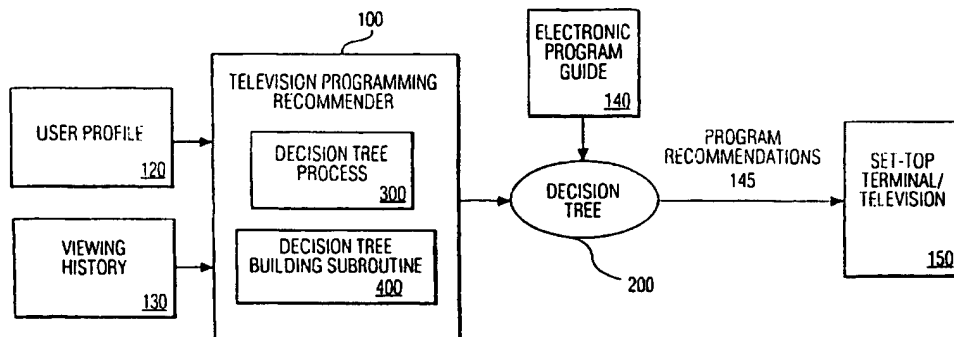 100
TELEVISION PROGRAMMING
RECOMMENDER
USER PROFILE
120
VIEWING
HISTORY
130
DECISION TREE
PROCESS
300
DECISION TREE
BUILDING SUBROUTINE
400
ELECTRONIC
PROGRAM
GUIDE
140
DECISION
TREE
200
PROGRAM
RECOMMENDATIONS
145
SET-TOP
TERMINAL/
TELEVISION
150